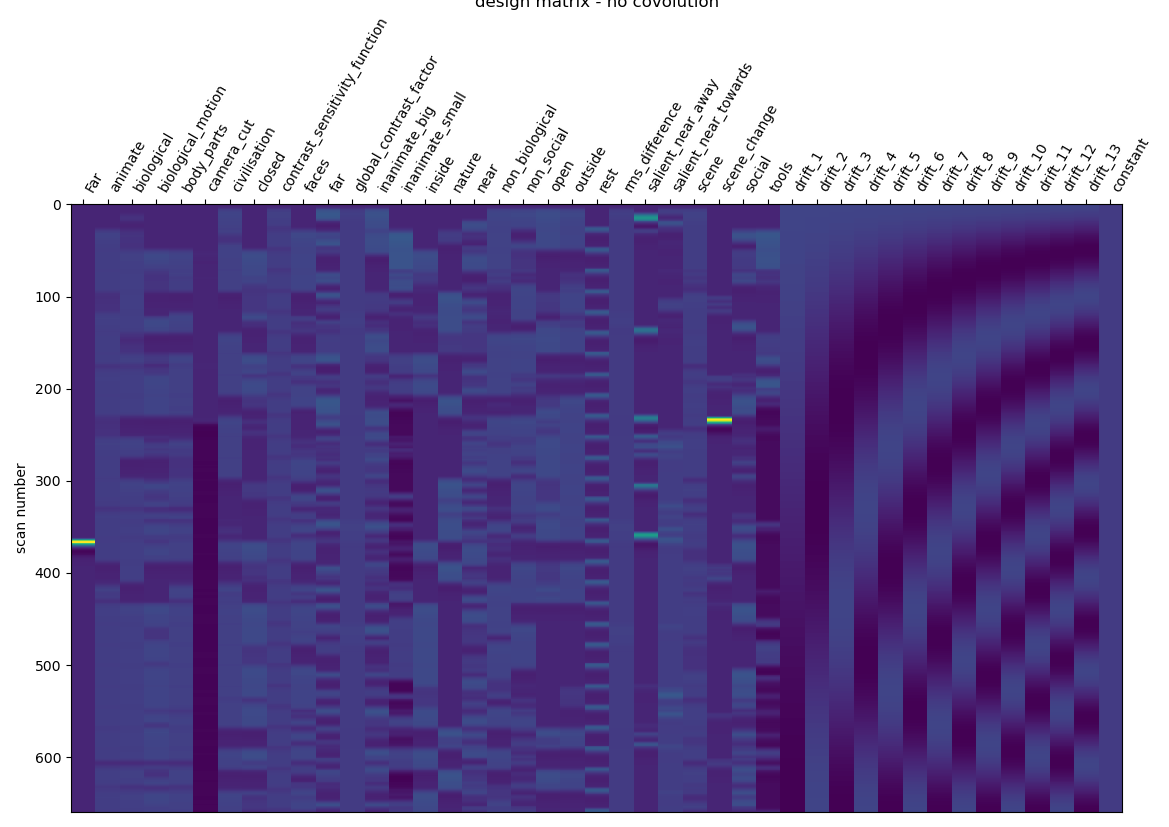 design matrix - no covolution
Far
animate
biological
biological_motion
body_parts
camera_cut
civilisation
closed
contrast_sensitivity_function
faces
far
global_contrast_factor
inanimate_big
inanimate_small
inside
nature
near
non_biological
non_social
open
outside
rest
rms_difference
salient_near_away
salient_near_towards
scene
scene_change
social
tools
drift_1
drift_2
drift_3
drift_4
drift_5
drift_6
drift_7
drift_8
drift_9
drift_10
drift_11
drift_12
drift_13
constant
0
100
200
300
400
500
600
scan number